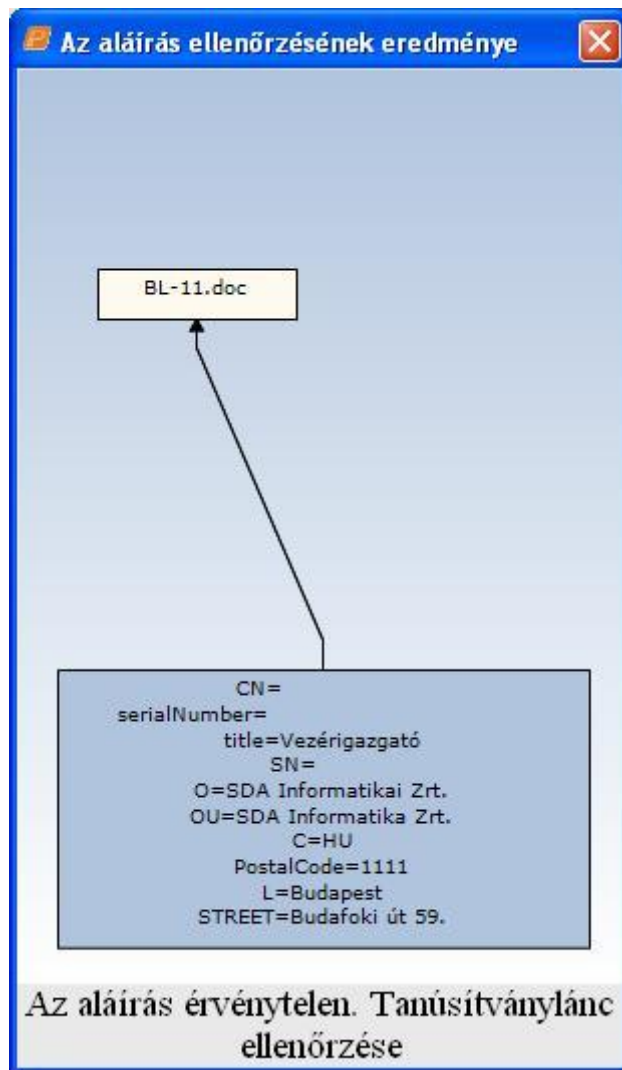 Az aláírás ellenőrzésének eredménye
BL-11.doc
CN=
serialNumber=
title=Vezérigazgató
SN=
O=SDA Informatikai Zrt.
OU=SDA Informatika Zrt.
C=HU
PostalCode=1111
L=Budapest
STREET=Budafoki út 59.
Az aláírás érvénytelen. Tanúsítványlánc
ellenőrzése